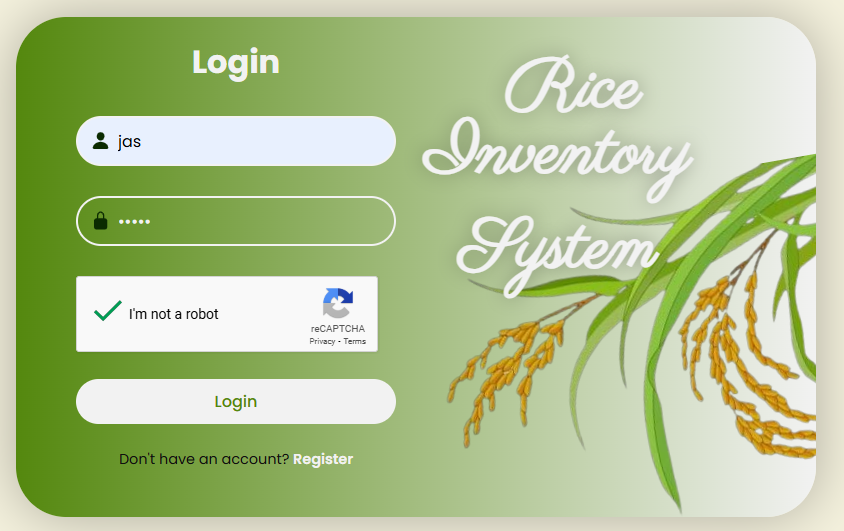 Login
jas
•••••
I'm not a robot
reCAPTCHA
Privacy - Terms
Login
Don't have an account? Register
Rice
Inventory
System